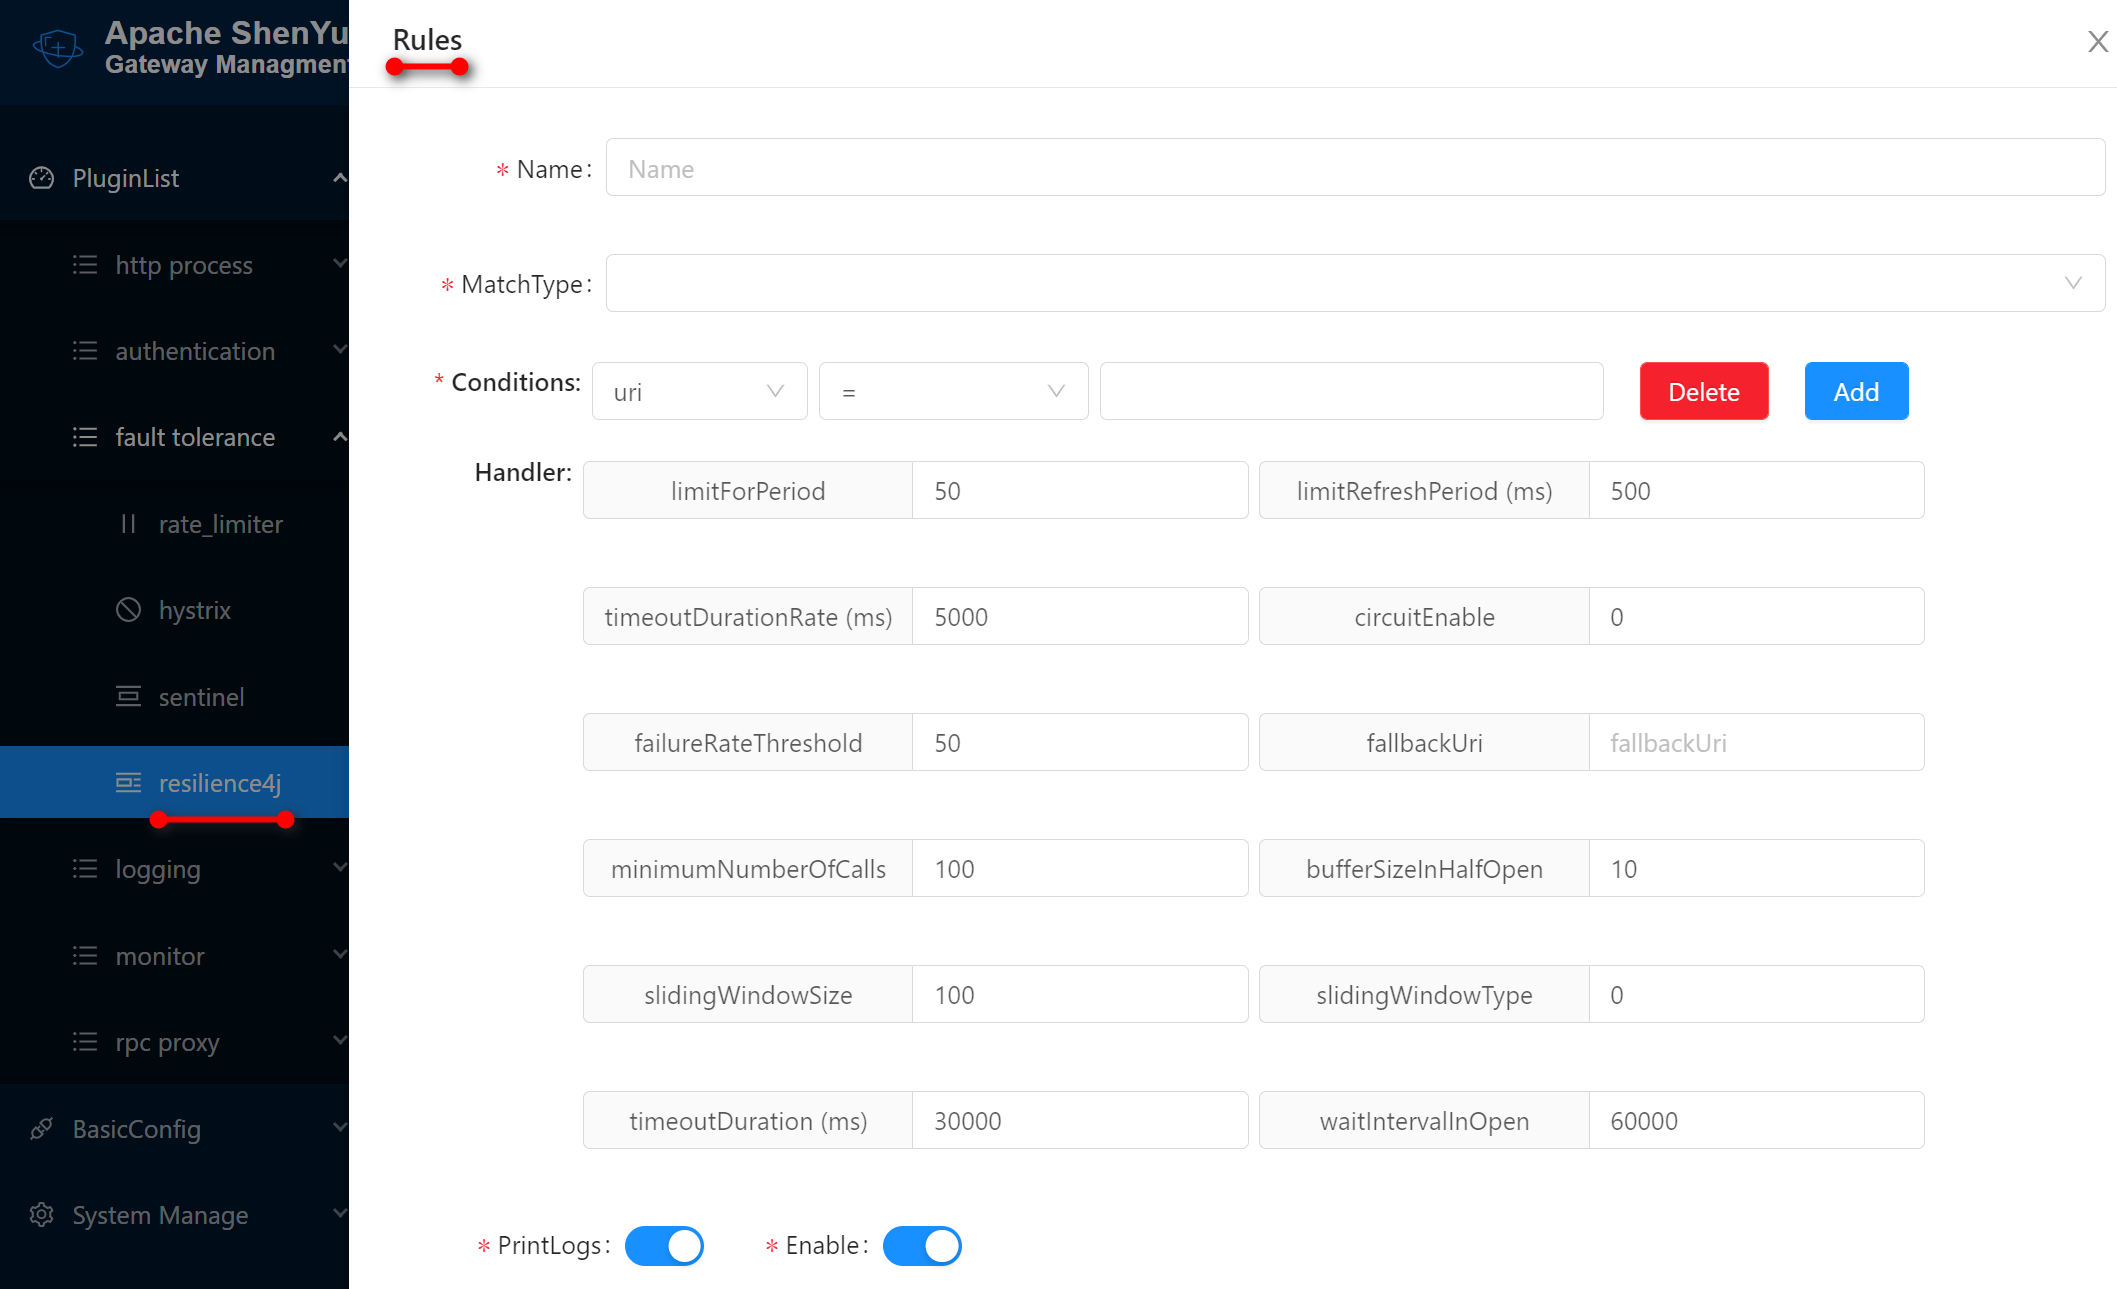 Apache ShenYu
Gateway Managment
PluginList
http process
authentication
fault tolerance
rate_limiter
hystrix
sentinel
resilience4j
logging
monitor
rpc proxy
BasicConfig
System Manage
Rules
X
* Name: Name
* MatchType:
* Conditions: uri = Delete Add
Handler: limitForPeriod 50 limitRefreshPeriod (ms) 500
timeoutDurationRate (ms) 5000 circuitEnable 0
failureRateThreshold 50 fallbackUri fallbackUri
minimumNumberOfCalls 100 bufferSizeInHalfOpen 10
slidingWindowSize 100 slidingWindowType 0
timeoutDuration (ms) 30000 waitIntervalInOpen 60000
* PrintLogs: * Enable: